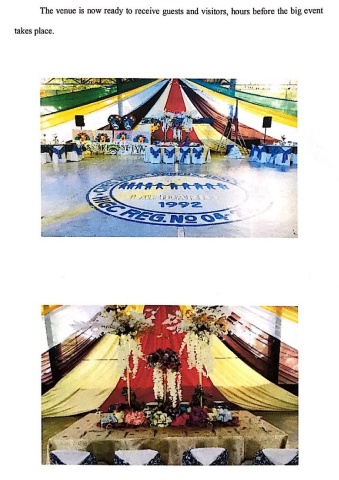 The venue is now ready to receive guests and visitors, hours before the big event
takes place.
1992
WGC REG. NO 04